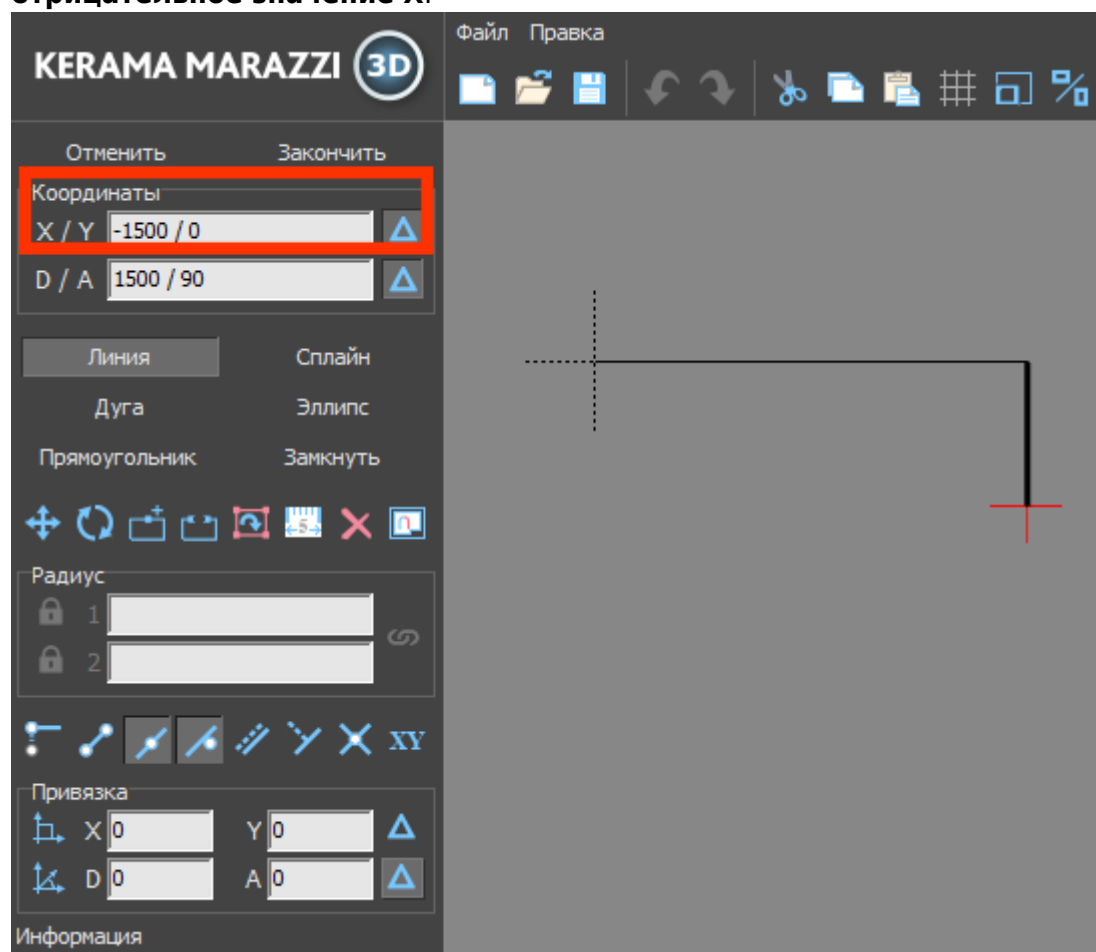 отрицательное значение X.
KERAMA MARAZZI 3D
Файл Правка
Отменить Закончить
Координаты
X / Y -1500 / 0
D / A 1500 / 90
Линия Сплайн
Дуга Эллипс
Прямоугольник Замкнуть
5
Радиус
1
2
XY
Привязка
X 0 Y 0
D 0 A 0
Информация